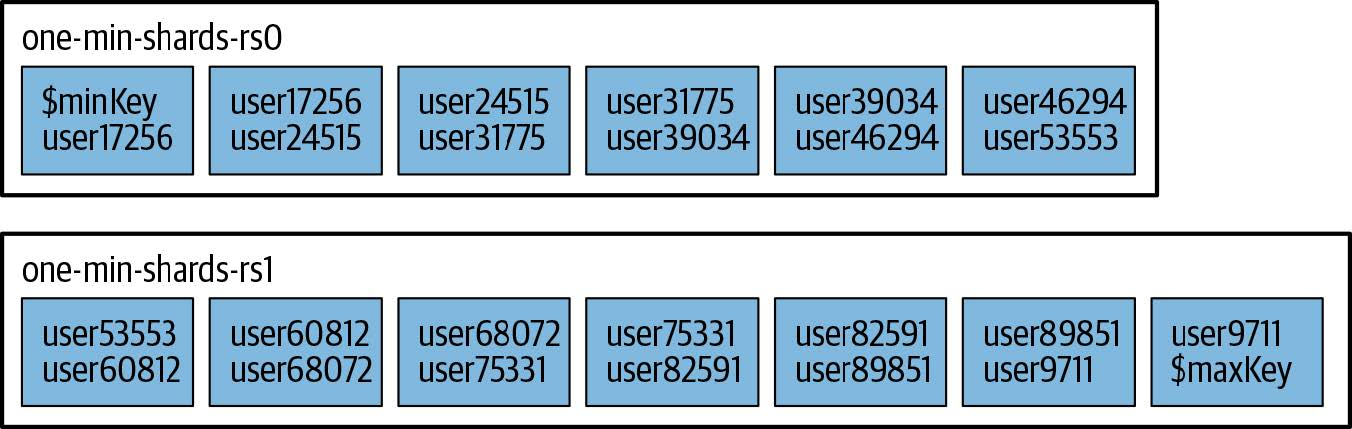 one-min-shards-rs0
$minKey
user17256
user17256
user24515
user24515
user31775
user31775
user39034
user39034
user46294
user46294
user53553
one-min-shards-rs1
user53553
user60812
user60812
user68072
user68072
user75331
user75331
user82591
user82591
user89851
user89851
user9711
user9711
$maxKey